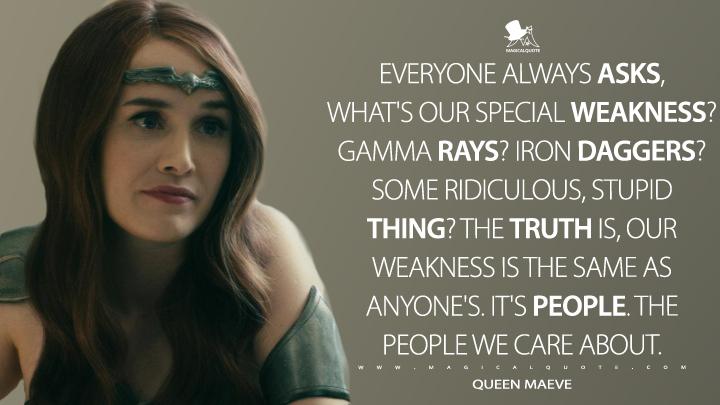 MAGICALQUOTE
EVERYONE ALWAYS ASKS,
WHAT'S OUR SPECIAL WEAKNESS?
GAMMA RAYS? IRON DAGGERS?
SOME RIDICULOUS, STUPID
THING? THE TRUTH IS, OUR
WEAKNESS IS THE SAME AS
ANYONE'S. IT'S PEOPLE. THE
PEOPLE WE CARE ABOUT.
WWW.MAGICALQUOTE.COM
QUEEN MAEVE